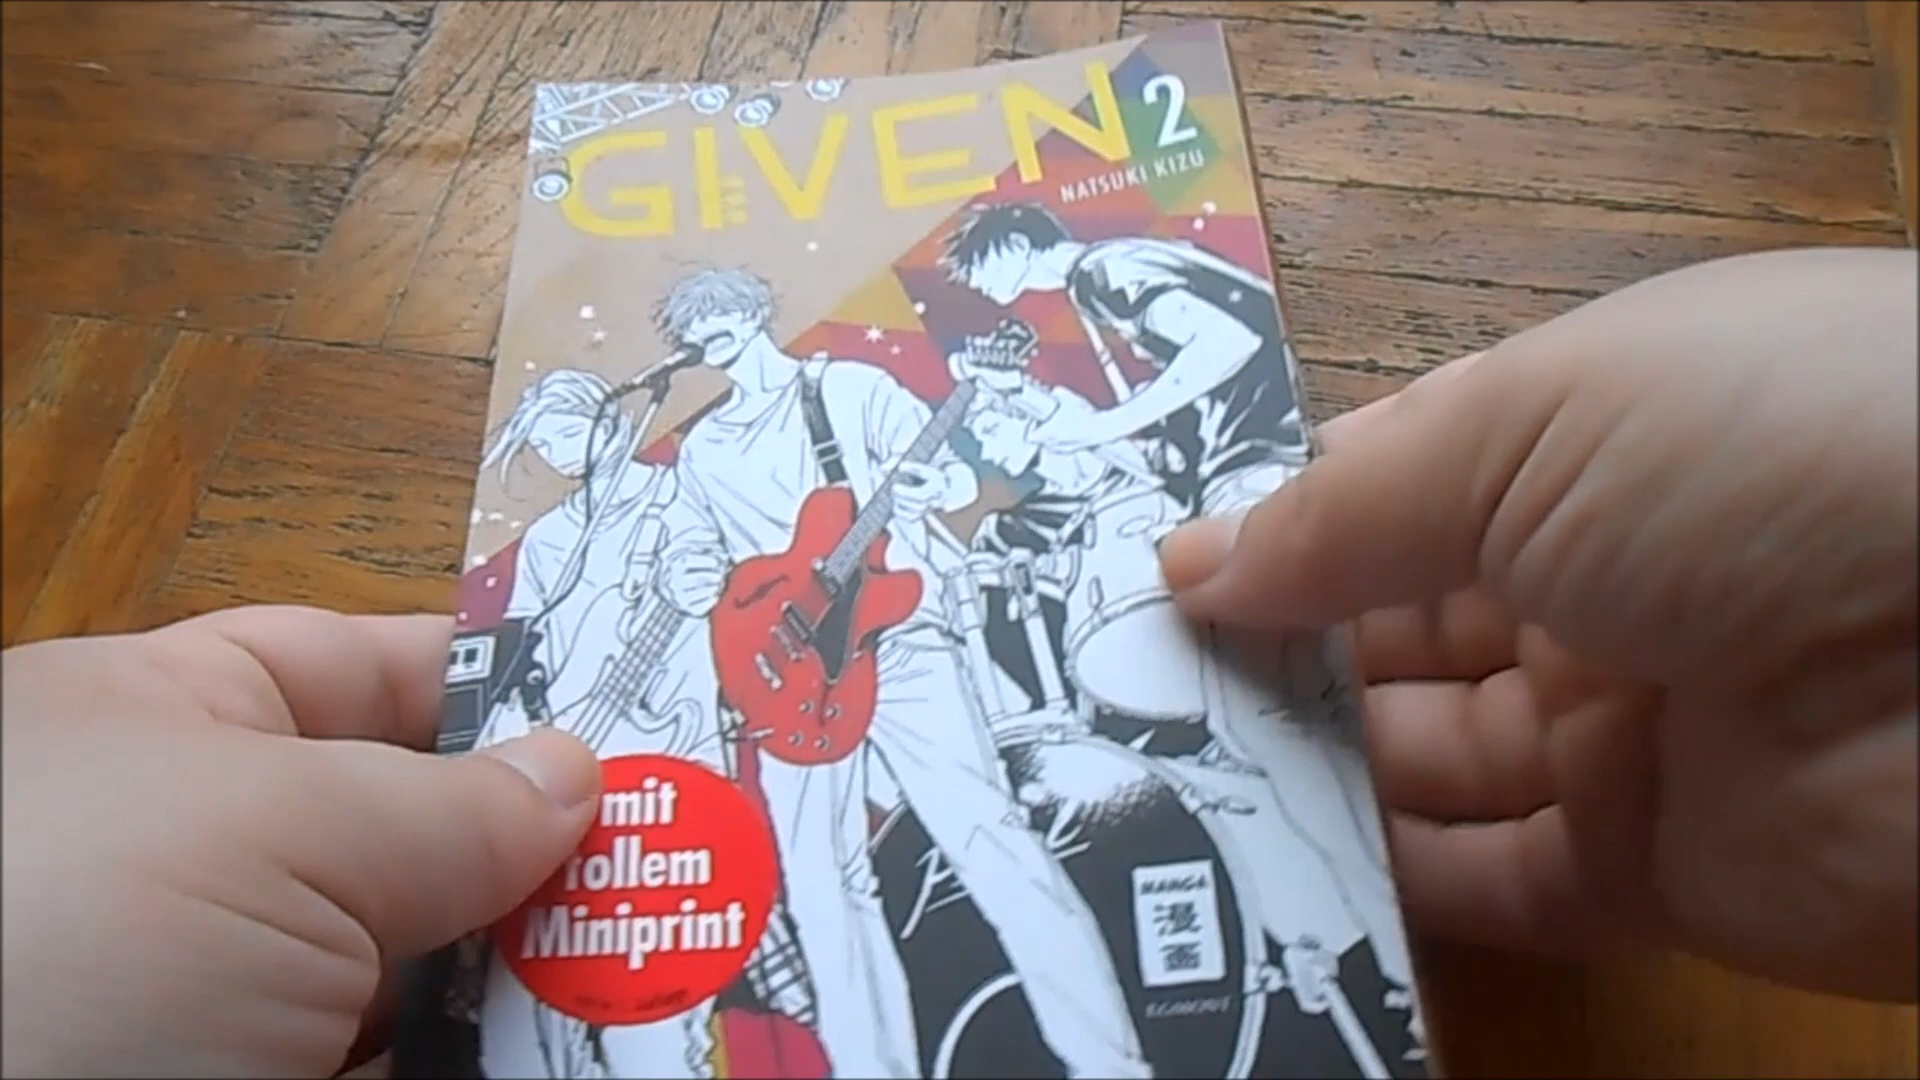 GIVEN 2
NATSUKI KIZU
mit
tollem
Miniprint
MANGA
漫
画
EGMONT